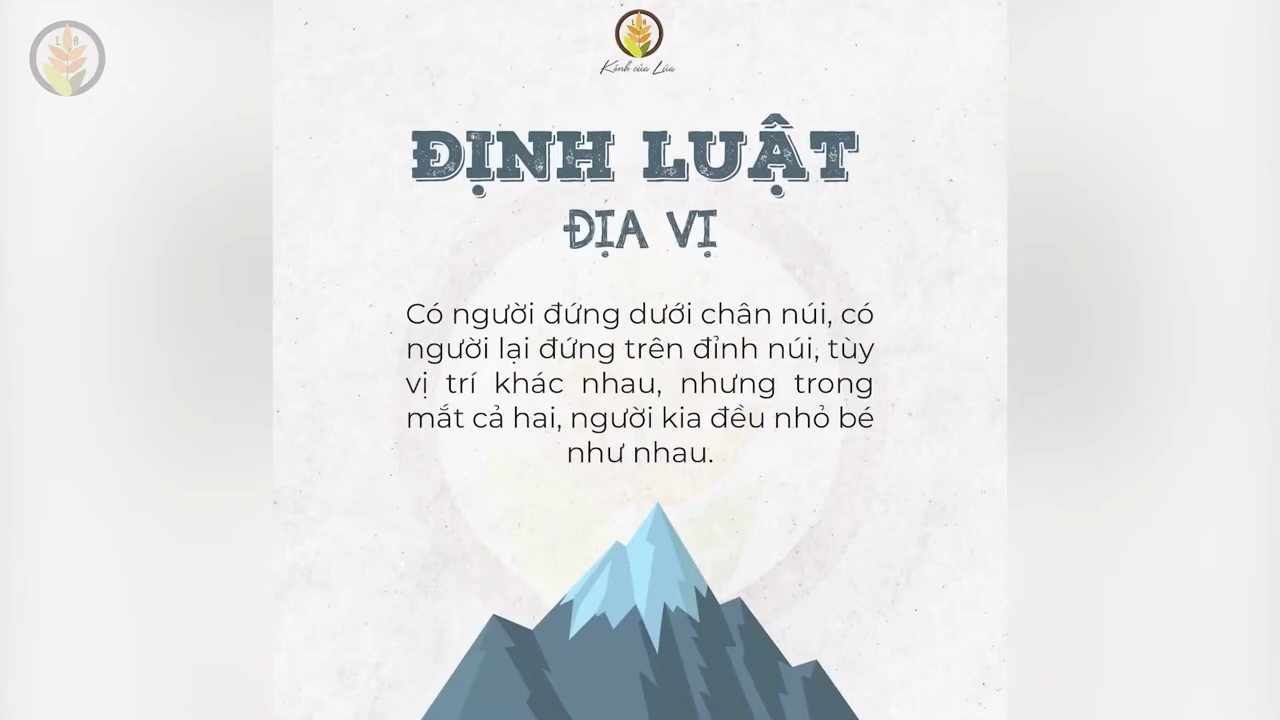 L A
L A
Kênh của Lúa
ĐỊNH LUẬT
ĐỊA VỊ
Có người đứng dưới chân núi, có
người lại đứng trên đỉnh núi, tùy
vị trí khác nhau, nhưng trong
mắt cả hai, người kia đều nhỏ bé
như nhau.